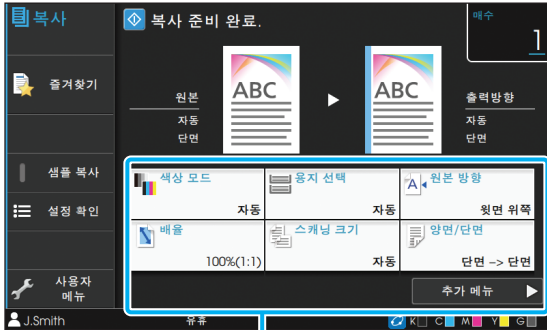 복사
복사 준비 완료.
매수
1
즐겨찾기
원본
자동
단면
ABC
ABC
출력방향
자동
단면
샘플 복사
설정 확인
색상 모드
자동
용지 선택
자동
원본 방향
윗면 위쪽
배율
100%(1:1)
스캐닝 크기
자동
양면/단면
단면 –> 단면
사용자
메뉴
추가 메뉴
J.Smith
유휴
K C M Y G